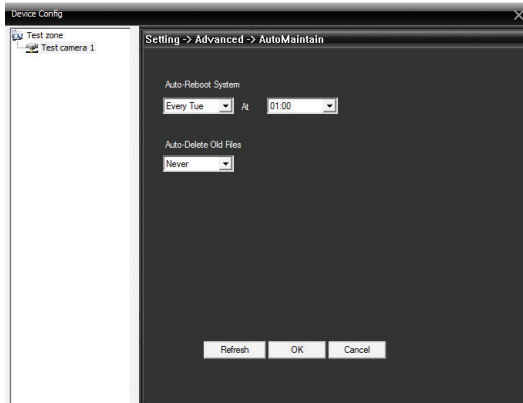 Device Config
Test zone
Test camera 1
Setting -> Advanced -> AutoMaintain
Auto-Reboot System
Every Tue At 01:00
Auto-Delete Old Files
Never
Refresh OK Cancel